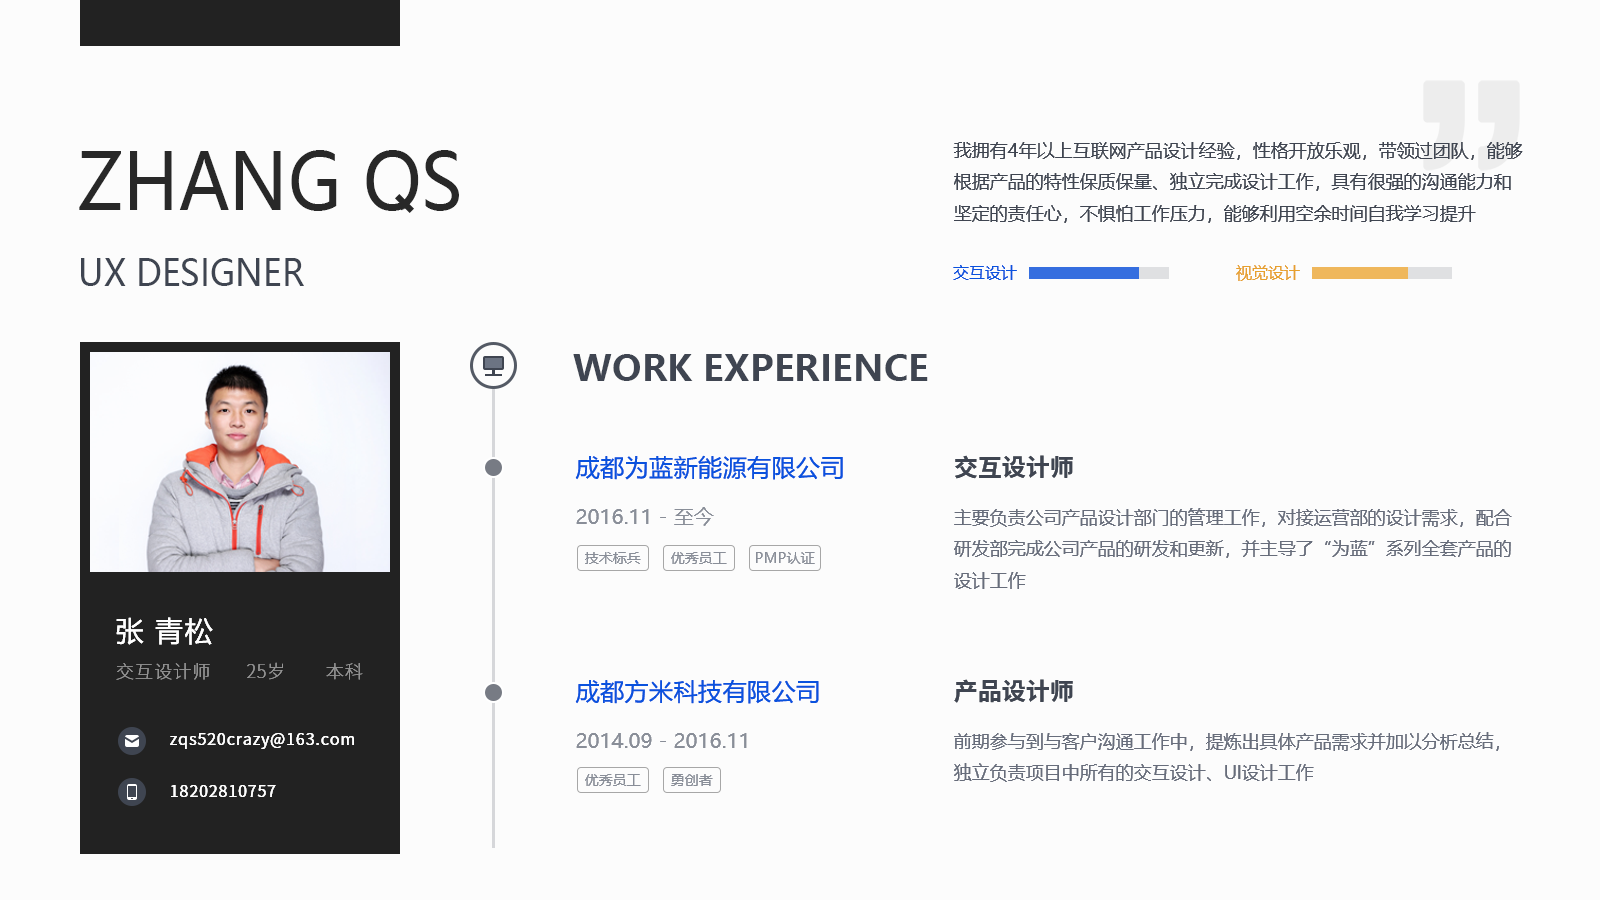 ZHANG QS
UX DESIGNER
我拥有4年以上互联网产品设计经验，性格开放乐观，带领过团队，能够
根据产品的特性保质保量、独立完成设计工作，具有很强的沟通能力和
坚定的责任心，不惧怕工作压力，能够利用空余时间自我学习提升
交互设计
视觉设计
张 青松
交互设计师 25岁 本科
zqs520crazy@163.com
18202810757
WORK EXPERIENCE
成都为蓝新能源有限公司
2016.11 - 至今
技术标兵 优秀员工 PMP认证
交互设计师
主要负责公司产品设计部门的管理工作，对接运营部的设计需求，配合
研发部完成公司产品的研发和更新，并主导了“为蓝”系列全套产品的
设计工作
成都方米科技有限公司
2014.09 - 2016.11
优秀员工 勇创者
产品设计师
前期参与到与客户沟通工作中，提炼出具体产品需求并加以分析总结，
独立负责项目中所有的交互设计、UI设计工作